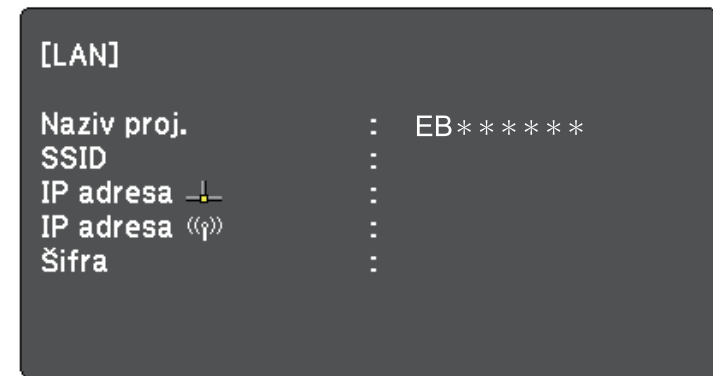 [LAN]
Naziv proj. : EB******
SSID :
IP adresa :
IP adresa :
Šifra :